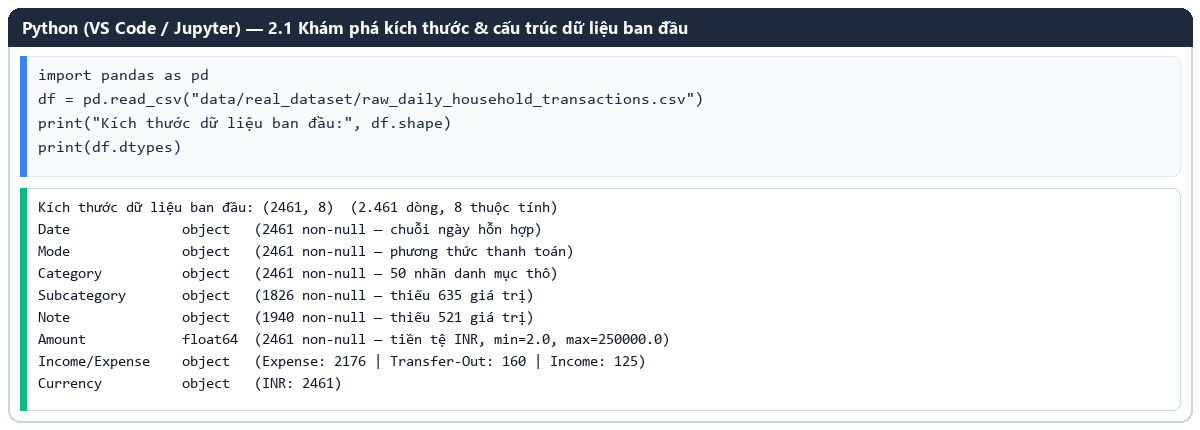 Python (VS Code / Jupyter) — 2.1 Khám phá kích thước & cấu trúc dữ liệu ban đầu
import pandas as pd
df = pd.read_csv("data/real_dataset/raw_daily_household_transactions.csv")
print("Kích thước dữ liệu ban đầu:", df.shape)
print(df.dtypes)
Kích thước dữ liệu ban đầu: (2461, 8)  (2.461 dòng, 8 thuộc tính)
Date              object   (2461 non-null — chuỗi ngày hỗn hợp)
Mode              object   (2461 non-null — phương thức thanh toán)
Category          object   (2461 non-null — 50 nhãn danh mục thô)
Subcategory       object   (1826 non-null — thiếu 635 giá trị)
Note              object   (1940 non-null — thiếu 521 giá trị)
Amount            float64  (2461 non-null — tiền tệ INR, min=2.0, max=250000.0)
Income/Expense    object   (Expense: 2176 | Transfer-Out: 160 | Income: 125)
Currency          object   (INR: 2461)